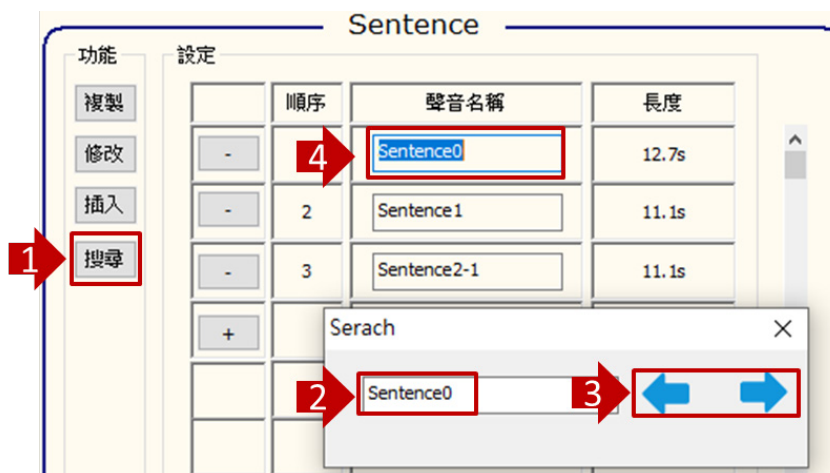 Sentence
功能
設定
複製
修改
插入
搜尋
順序 聲音名稱 長度
- Sentence0 12.7s
- 2 Sentence1 11.1s
- 3 Sentence2-1 11.1s
+
1
4
Serach
2 Sentence0 3